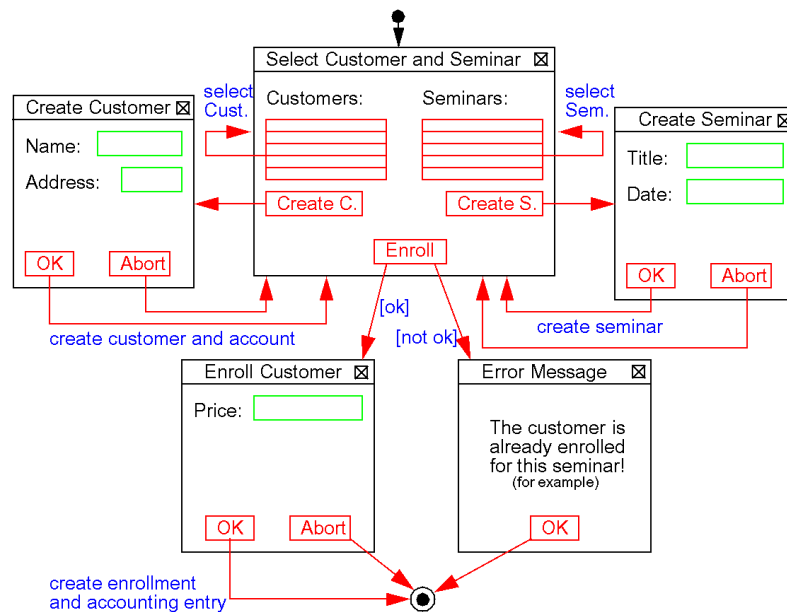 Select Customer and Seminar
select
Cust.
Customers:
Seminars:
select
Sem.
Create C.
Create S.
Enroll
Create Customer
Name:
Address:
OK
Abort
create customer and account
Create Seminar
Title:
Date:
OK
Abort
create seminar
[ok]
[not ok]
Enroll Customer
Price:
OK
Abort
create enrollment
and accounting entry
Error Message
The customer is
already enrolled
for this seminar!
(for example)
OK